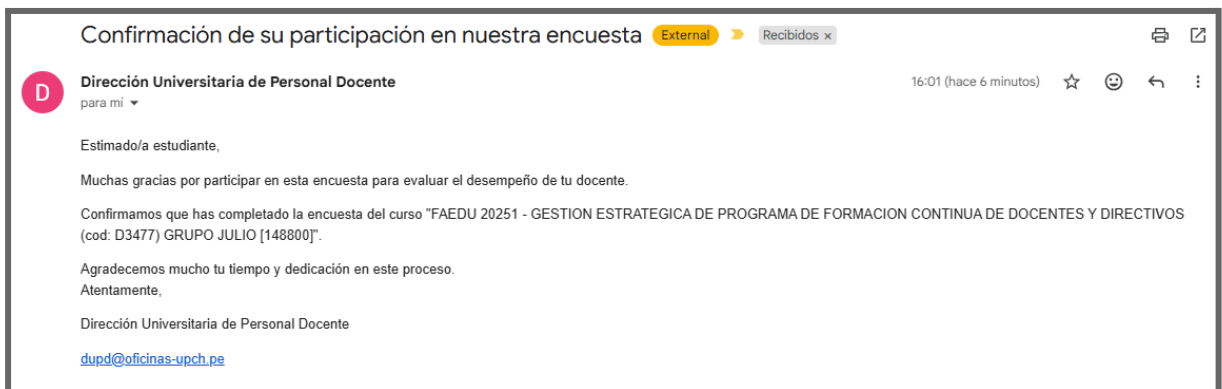 Confirmación de su participación en nuestra encuesta External Recibidos x
D
Dirección Universitaria de Personal Docente 16:01 (hace 6 minutos)
para mí
Estimado/a estudiante,
Muchas gracias por participar en esta encuesta para evaluar el desempeño de tu docente.
Confirmamos que has completado la encuesta del curso "FAEDU 20251 - GESTION ESTRATEGICA DE PROGRAMA DE FORMACION CONTINUA DE DOCENTES Y DIRECTIVOS
(cod: D3477) GRUPO JULIO [148800]".
Agradecemos mucho tu tiempo y dedicación en este proceso.
Atentamente,
Dirección Universitaria de Personal Docente
dupd@oficinas-upch.pe